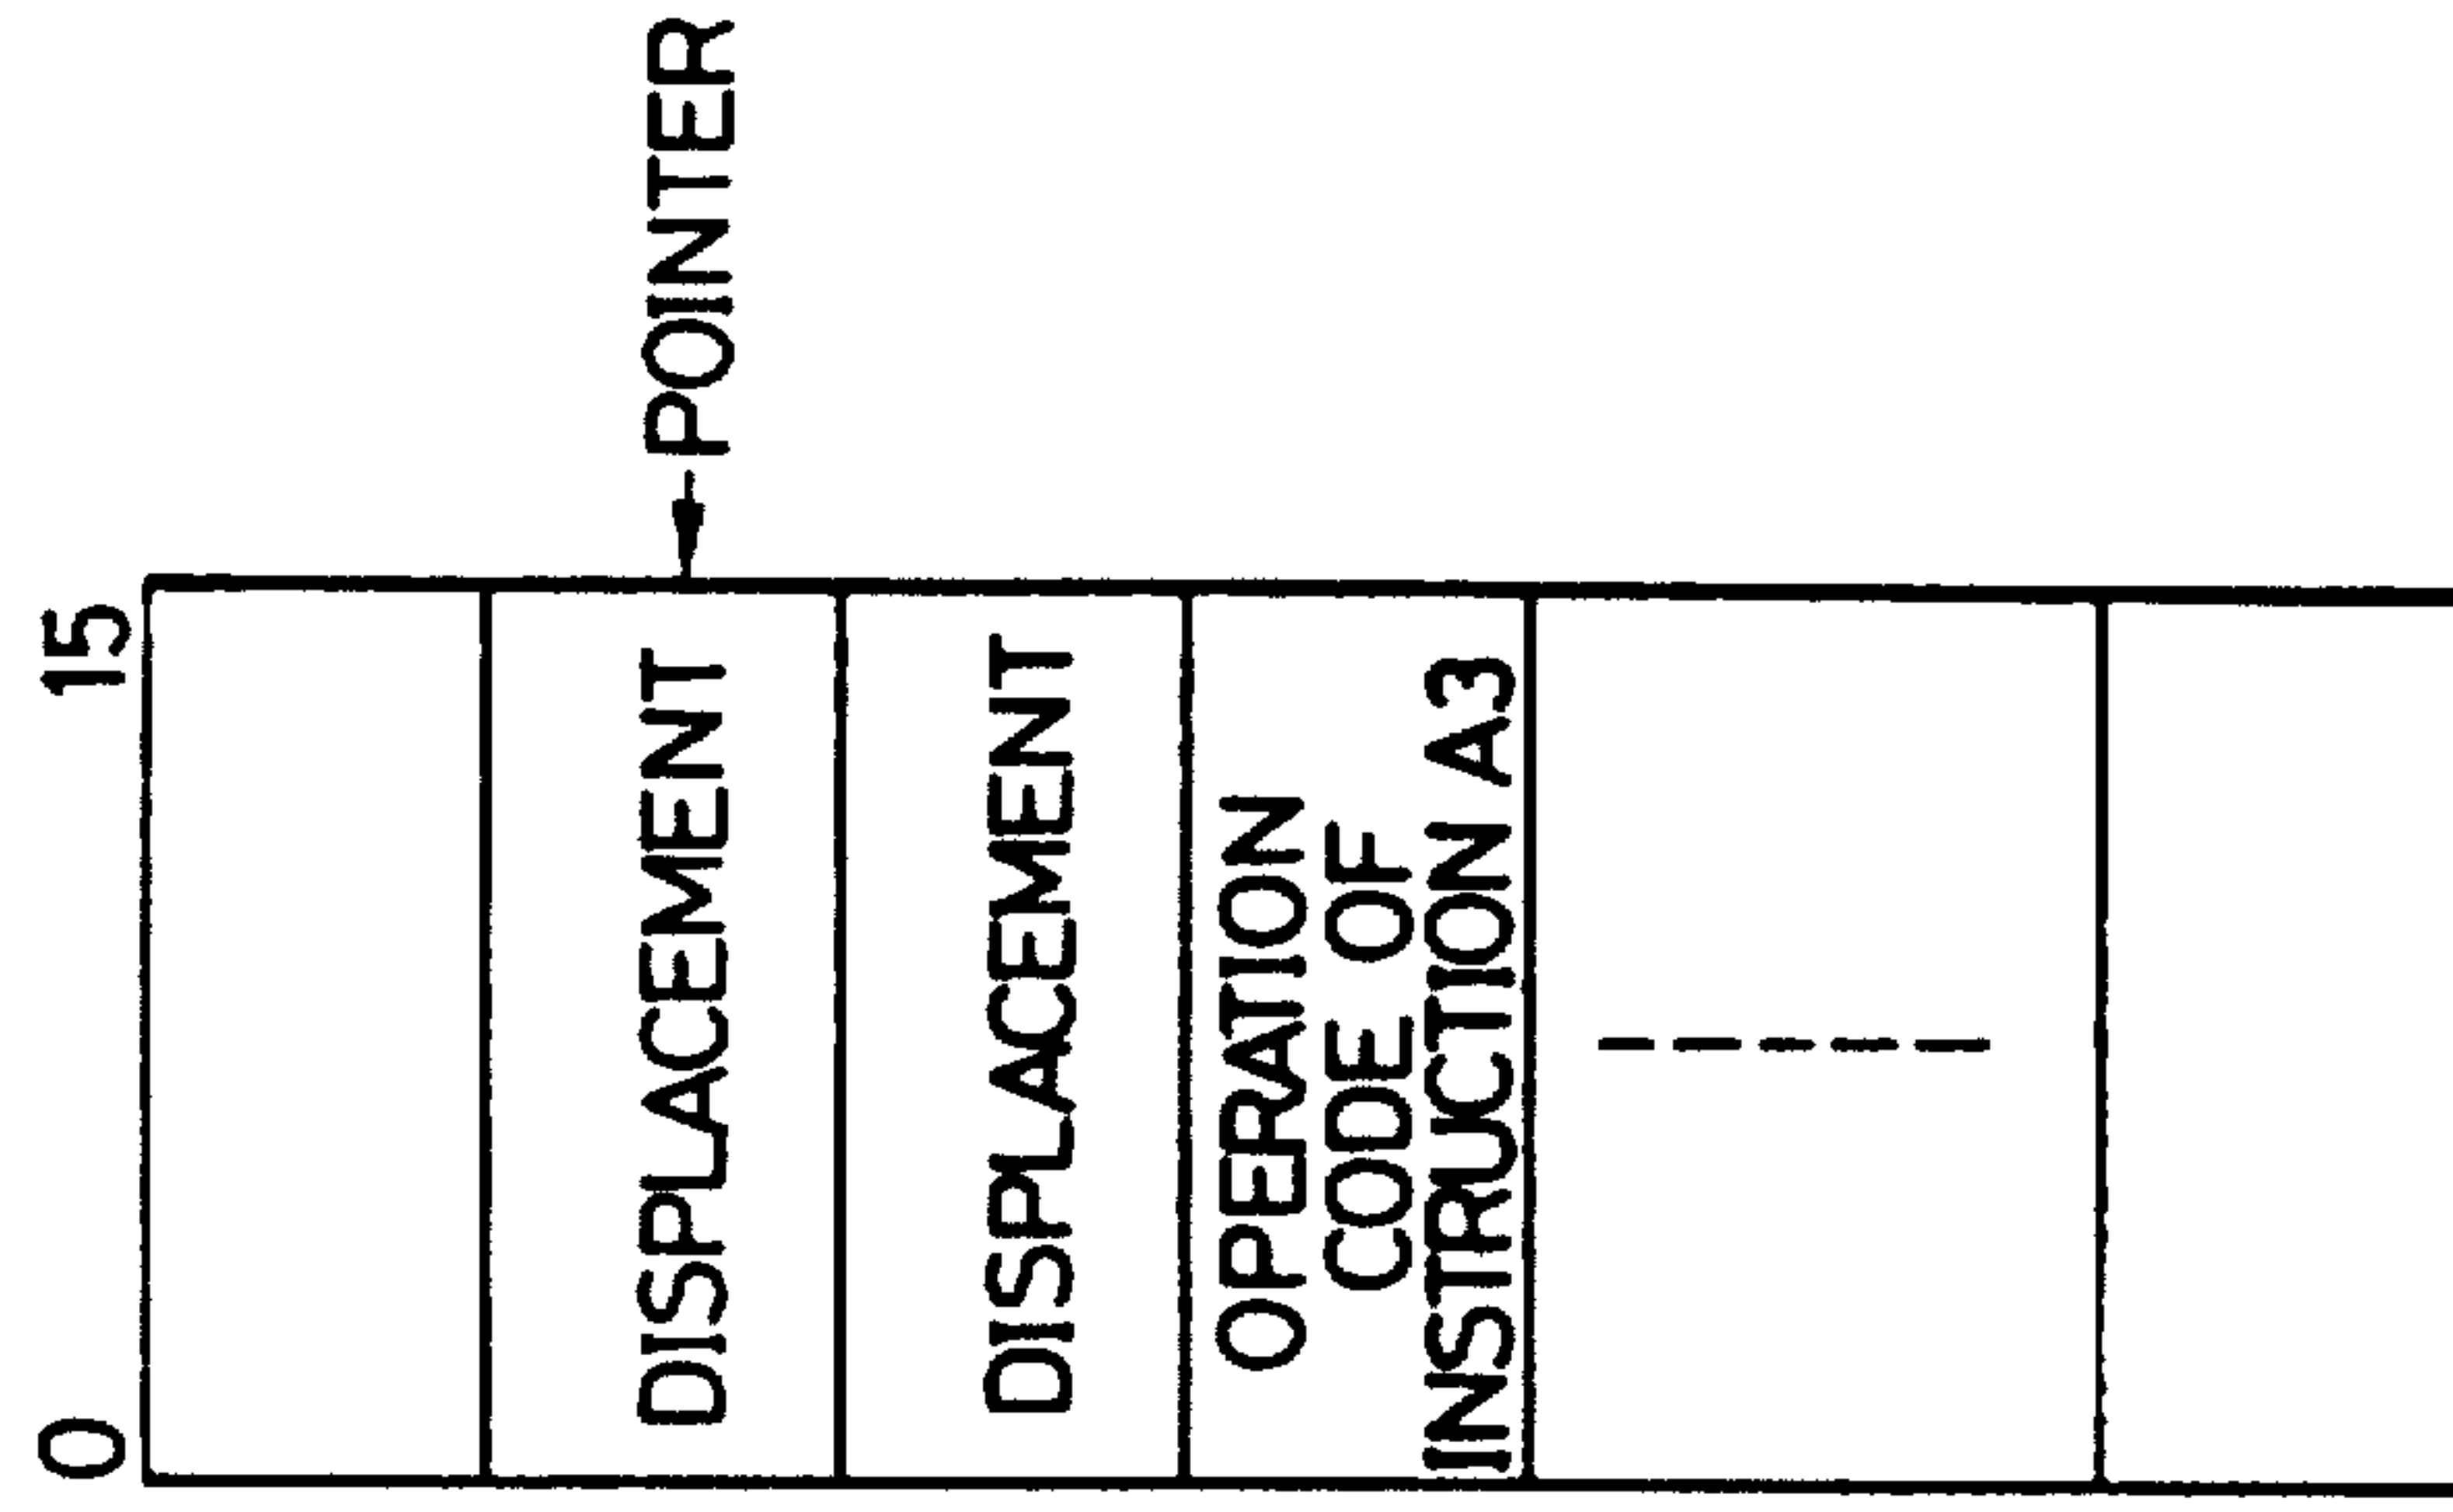 0 15
DISPLACEMENT
POINTER
DISPLACEMENT
OPERATION
CODE OF
INSTRUCTION A3